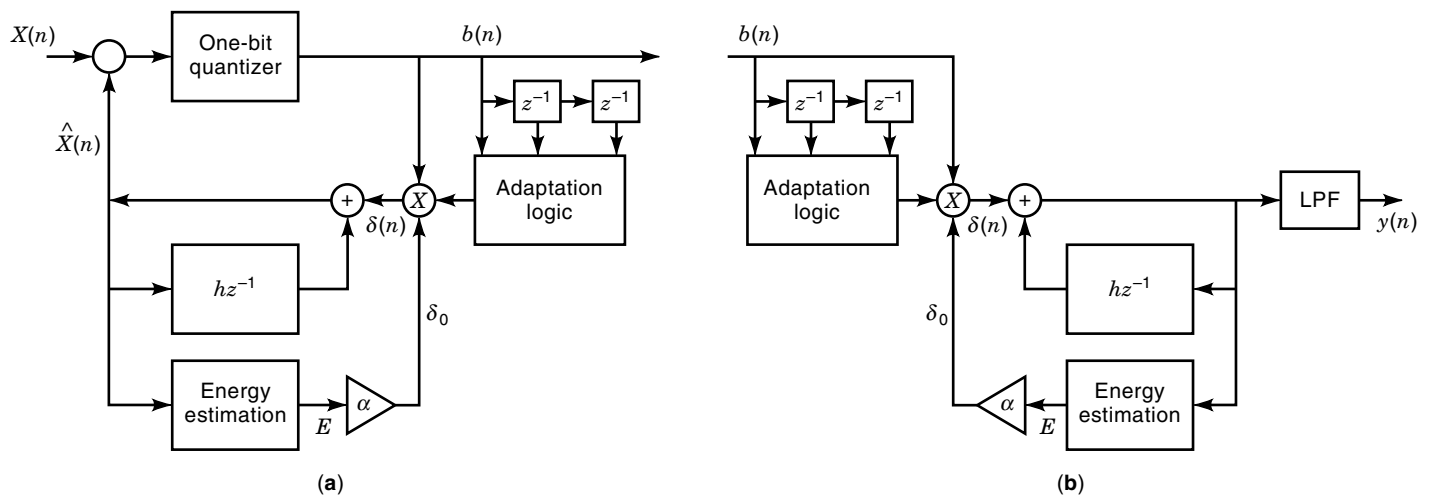 X(n)
One-bit
quantizer
b(n)
z⁻¹
z⁻¹
X̂(n)
Adaptation
logic
+
X
δ(n)
hz⁻¹
δ₀
Energy
estimation
E
α
(a)
b(n)
z⁻¹
z⁻¹
Adaptation
logic
X
δ(n)
+
LPF
y(n)
hz⁻¹
δ₀
α
E
Energy
estimation
(b)